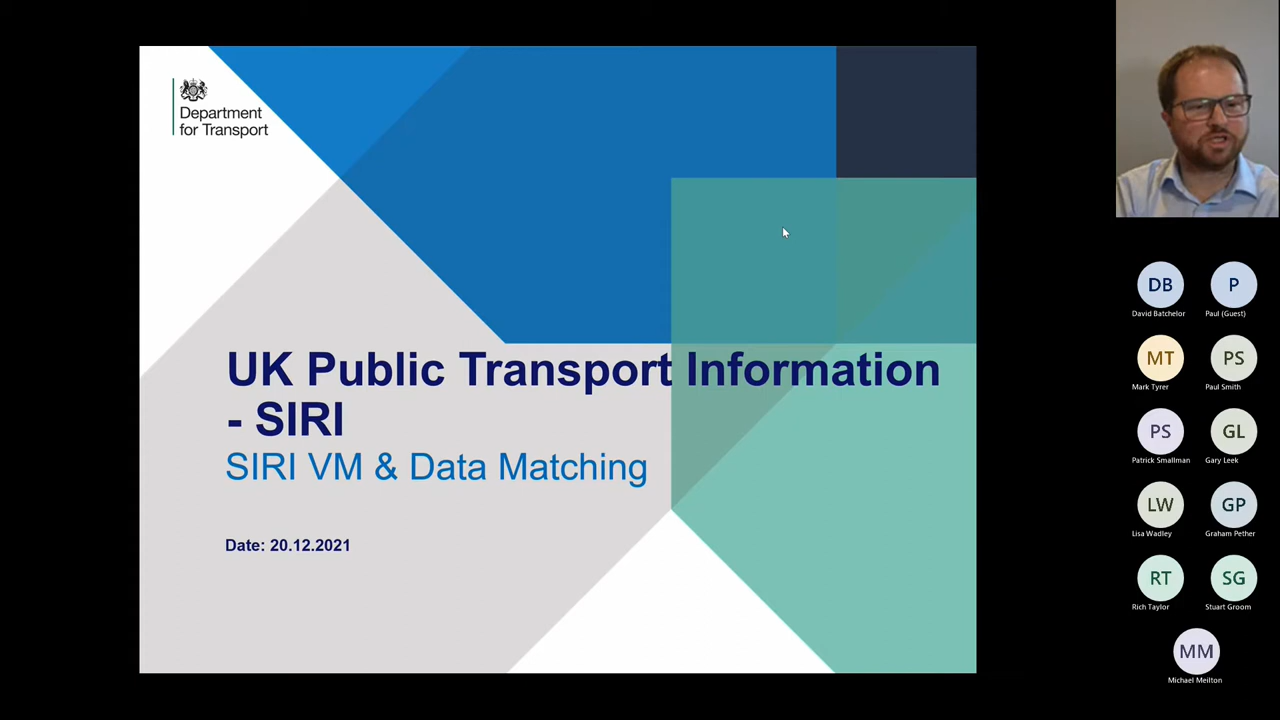 Department
for Transport
UK Public Transport Information
- SIRI
SIRI VM & Data Matching
Date: 20.12.2021
DB
P
David Batchelor
Paul (Guest)
MT
PS
Mark Tyrer
Paul Smith
PS
GL
Patrick Smallman
Gary Leek
LW
GP
Lisa Wadley
Graham Pether
RT
SG
Rich Taylor
Stuart Groom
MM
Michael Meilton